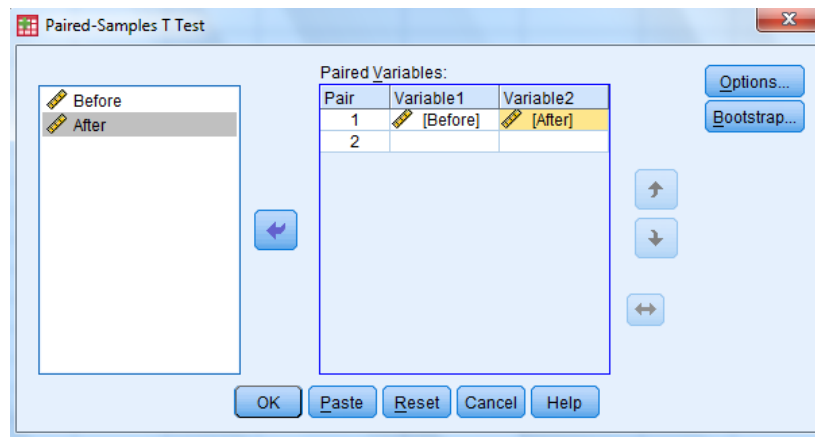 Paired-Samples T Test
Before
After
Paired Variables:
Pair Variable1 Variable2
1 [Before] [After]
2
Options...
Bootstrap...
OK Paste Reset Cancel Help